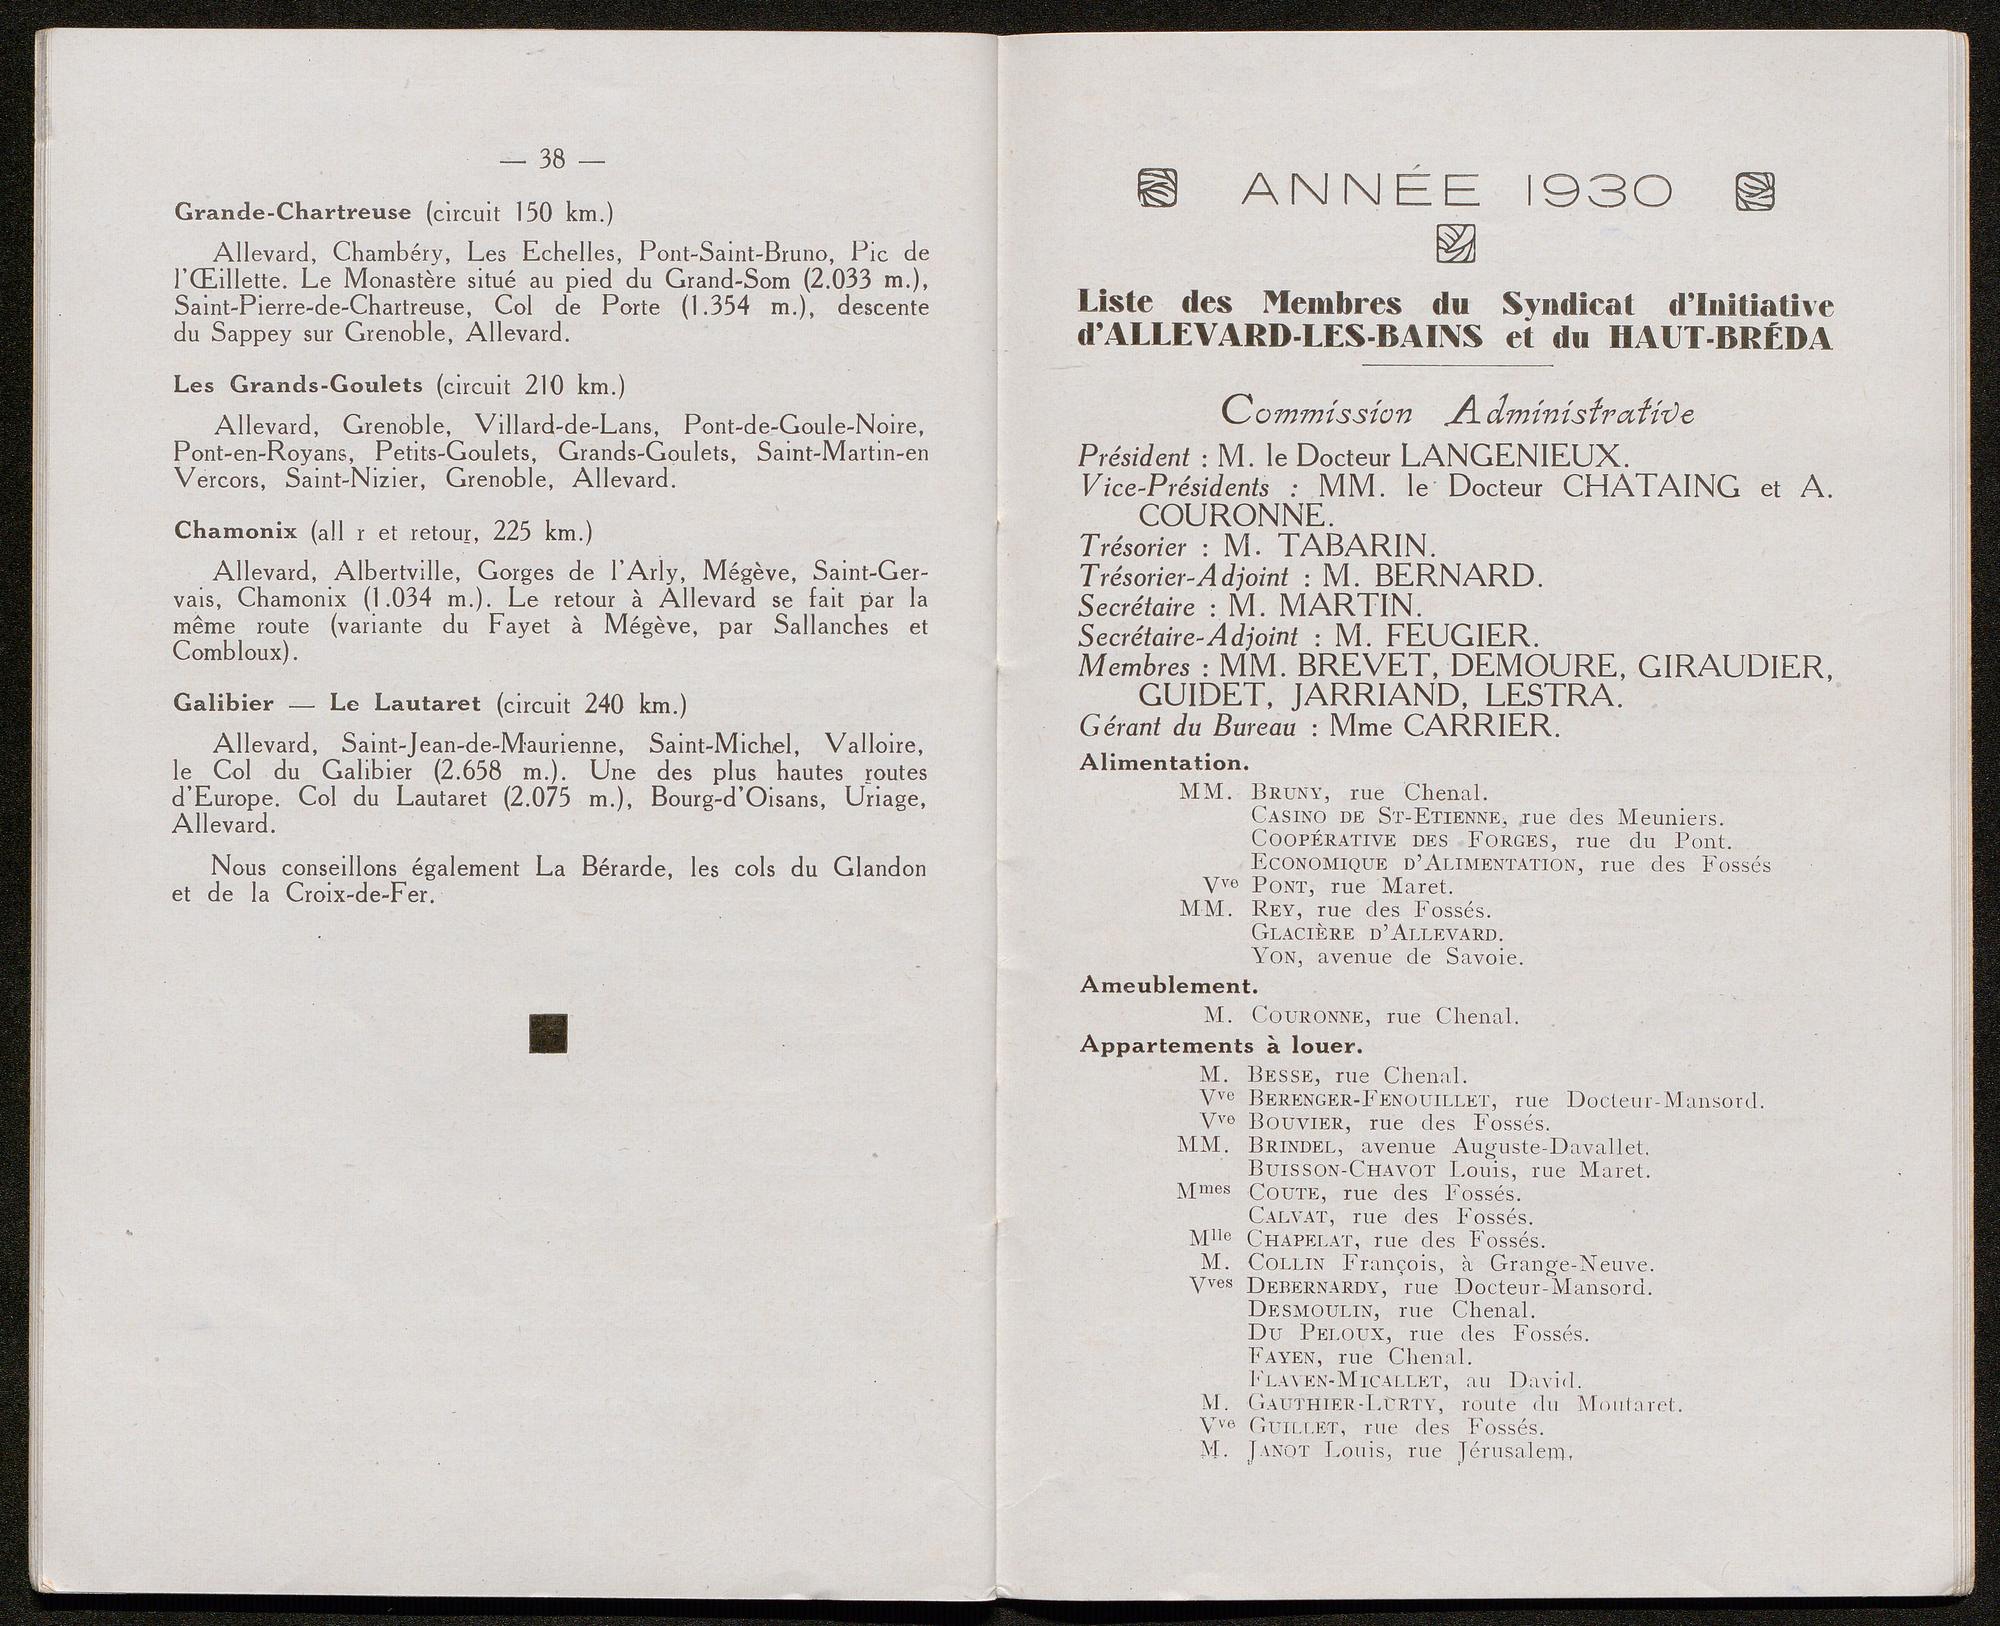 — 38 —
Grande-Chartreuse (circuit 150 km.)
Allevard, Chambéry, Les Echelles, Pont-Saint-Bruno, Pic de
l'Œillette. Le Monastère situé au pied du Grand-Som (2.033 m.),
Saint-Pierre-de-Chartreuse, Col de Porte (1.354 m.), descente
du Sappey sur Grenoble, Allevard.
Les Grands-Goulets (circuit 210 km.)
Allevard, Grenoble, Villard-de-Lans, Pont-de-Goule-Noire,
Pont-en-Royans, Petits-Goulets, Grands-Goulets, Saint-Martin-en
Vercors, Saint-Nizier, Grenoble, Allevard.
Chamonix (all r et retour, 225 km.)
Allevard, Albertville, Gorges de l'Arly, Mégève, Saint-Ger-
vais, Chamonix (1.034 m.). Le retour à Allevard se fait par la
même route (variante du Fayet à Mégève, par Sallanches et
Combloux).
Galibier — Le Lautaret (circuit 240 km.)
Allevard, Saint-Jean-de-Maurienne, Saint-Michel, Valloire,
le Col du Galibier (2.658 m.). Une des plus hautes routes
d'Europe. Col du Lautaret (2.075 m.), Bourg-d'Oisans, Uriage,
Allevard.
Nous conseillons également La Bérarde, les cols du Glandon
et de la Croix-de-Fer.
ANNÉE 1930
Liste des Membres du Syndicat d'Initiative
d'ALLEVARD-LES-BAINS et du HAUT-BRÉDA
Commission Administrative
Président : M. le Docteur LANGENIEUX.
Vice-Présidents : MM. le Docteur CHATAING et A.
COURONNE.
Trésorier : M. TABARIN.
Trésorier-Adjoint : M. BERNARD.
Secrétaire : M. MARTIN.
Secrétaire-Adjoint : M. FEUGIER.
Membres : MM. BREVET, DEMOURE, GIRAUDIER,
GUIDET, JARRIAND, LESTRA.
Gérant du Bureau : Mme CARRIER.
Alimentation.
MM. BRUNY, rue Chenal.
CASINO DE ST-ETIENNE, rue des Meuniers.
COOPÉRATIVE DES FORGES, rue du Pont.
ECONOMIQUE D'ALIMENTATION, rue des Fossés
Vve PONT, rue Maret.
MM. REY, rue des Fossés.
GLACIÈRE D'ALLEVARD.
YON, avenue de Savoie.
Ameublement.
M. COURONNE, rue Chenal.
Appartements à louer.
M. BESSE, rue Chenal.
Vve BERENGER-FENOUILLET, rue Docteur-Mansord.
Vve BOUVIER, rue des Fossés.
MM. BRINDEL, avenue Auguste-Davallet.
BUISSON-CHAVOT Louis, rue Maret.
Mmes COUTE, rue des Fossés.
CALVAT, rue des Fossés.
Mlle CHAPELAT, rue des Fossés.
M. COLLIN François, à Grange-Neuve.
Vves DEBERNARDY, rue Docteur-Mansord.
DESMOULIN, rue Chenal.
DU PELOUX, rue des Fossés.
FAYEN, rue Chenal.
FLAVEN-MICALLET, au David.
M. GAUTHIER-LURTY, route du Moutaret.
Vve GUILLET, rue des Fossés.
M. JANOT Louis, rue Jérusalem.